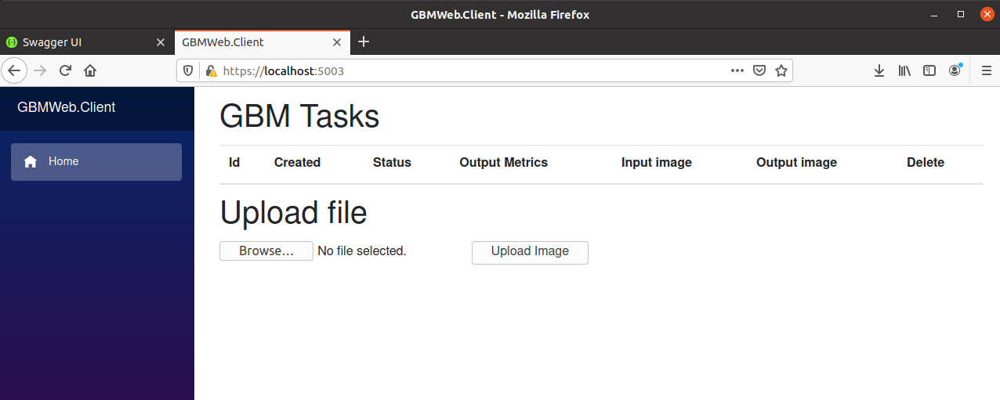 GBMWeb.Client - Mozilla Firefox
Swagger UI
GBMWeb.Client
https://localhost:5003
GBMWeb.Client
Home
GBM Tasks
Id Created Status Output Metrics Input image Output image Delete
Upload file
Browse... No file selected. Upload Image